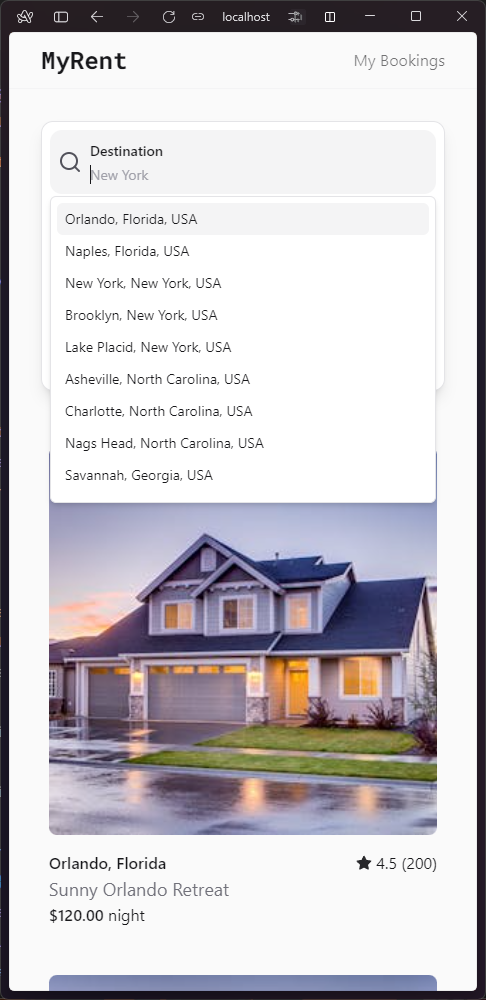 localhost
MyRent
My Bookings
Destination
New York
Orlando, Florida, USA
Naples, Florida, USA
New York, New York, USA
Brooklyn, New York, USA
Lake Placid, New York, USA
Asheville, North Carolina, USA
Charlotte, North Carolina, USA
Nags Head, North Carolina, USA
Savannah, Georgia, USA
Orlando, Florida
4.5 (200)
Sunny Orlando Retreat
$120.00 night